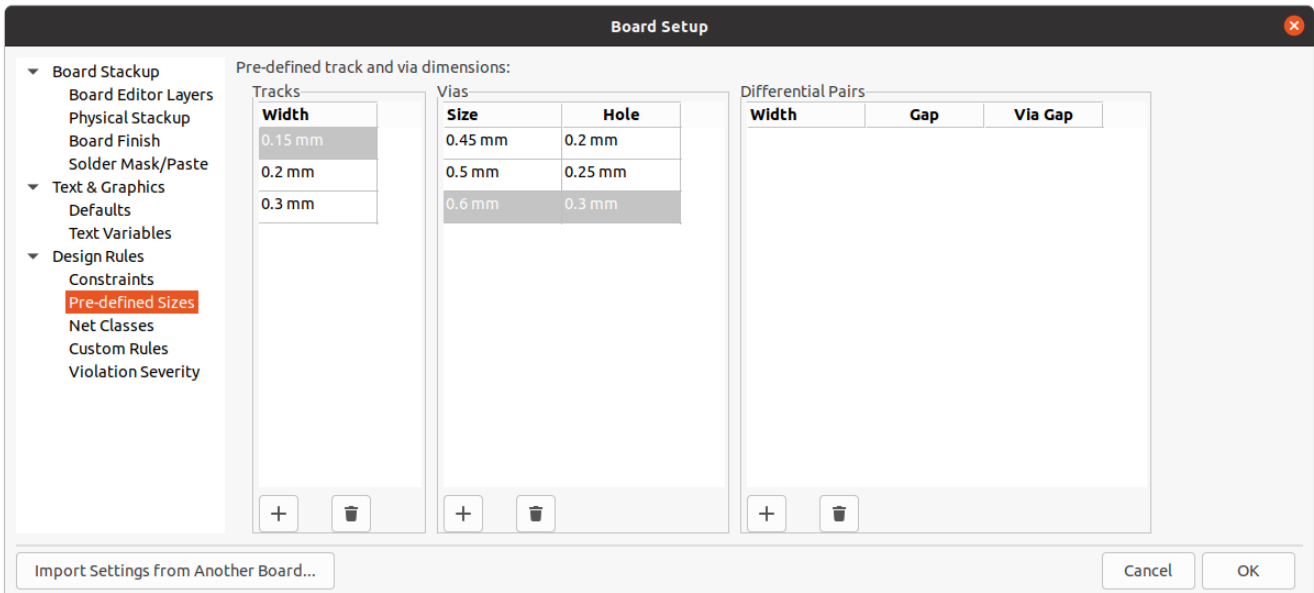 Board Setup
Board Stackup
Board Editor Layers
Physical Stackup
Board Finish
Solder Mask/Paste
Text & Graphics
Defaults
Text Variables
Design Rules
Constraints
Pre-defined Sizes
Net Classes
Custom Rules
Violation Severity
Pre-defined track and via dimensions:
Tracks
Width
0.15 mm
0.2 mm
0.3 mm
Vias
Size Hole
0.45 mm 0.2 mm
0.5 mm 0.25 mm
0.6 mm 0.3 mm
Differential Pairs
Width Gap Via Gap
Import Settings from Another Board...
Cancel
OK